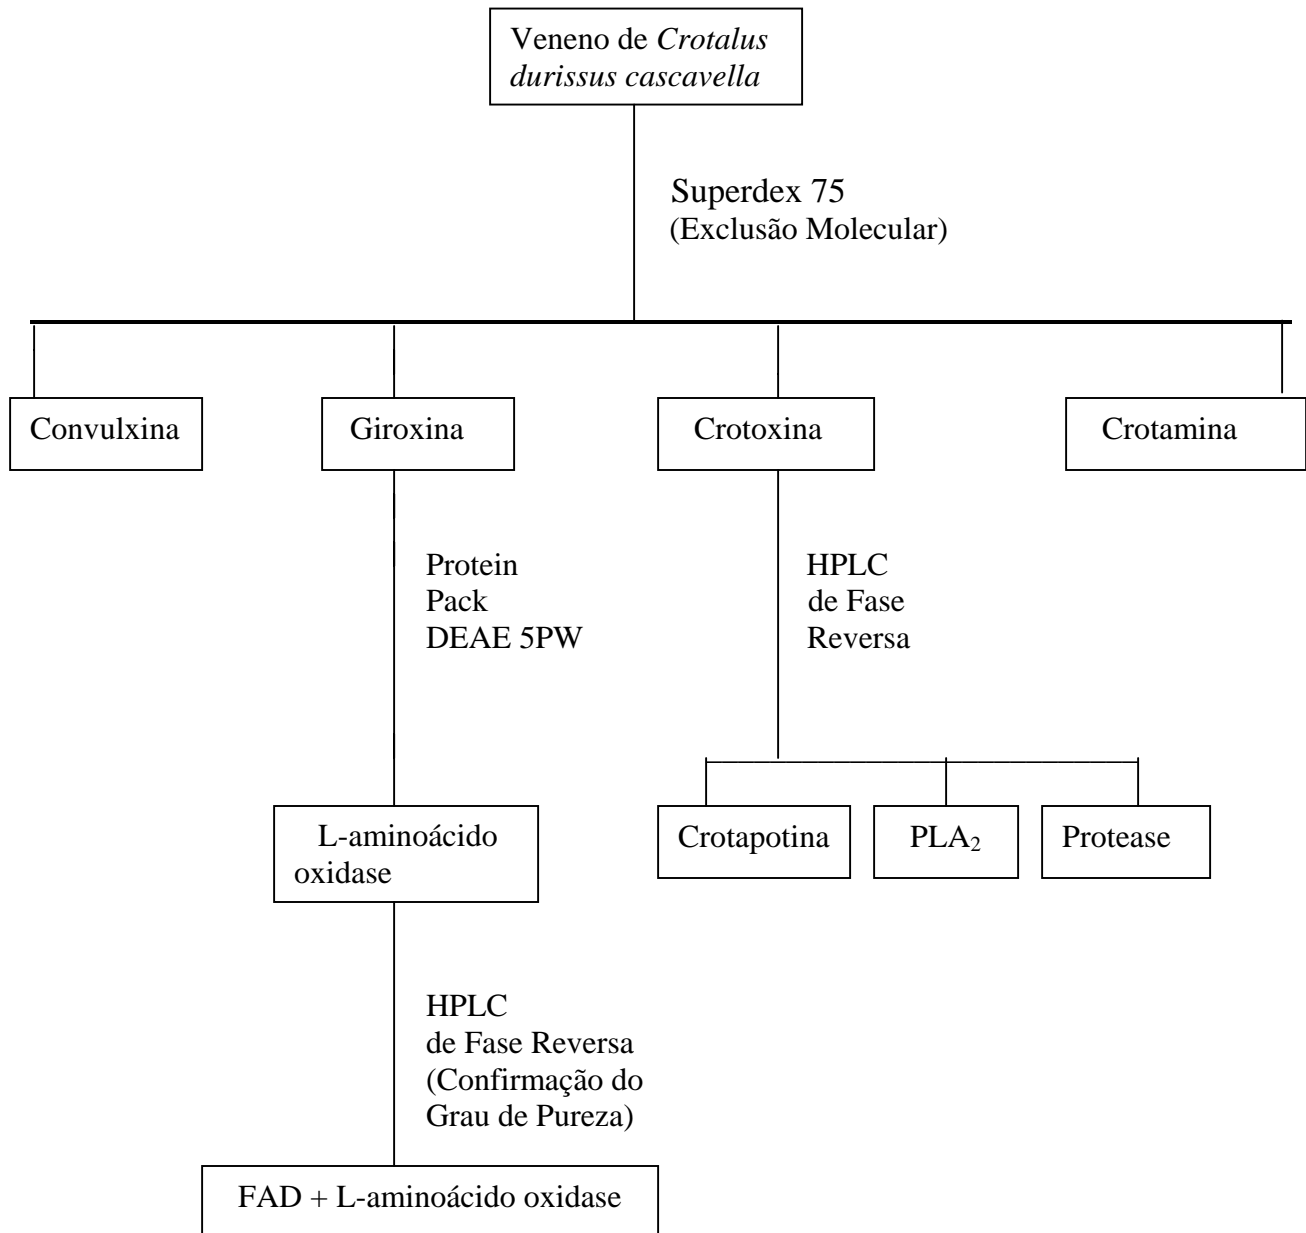 Veneno de Crotalus
durissus cascavella
Superdex 75
(Exclusão Molecular)
Convulxina
Giroxina
Crotoxina
Crotamina
Protein
Pack
DEAE 5PW
HPLC
de Fase
Reversa
L-aminoácido
oxidase
Crotapotina
PLA₂
Protease
HPLC
de Fase Reversa
(Confirmação do
Grau de Pureza)
FAD + L-aminoácido oxidase